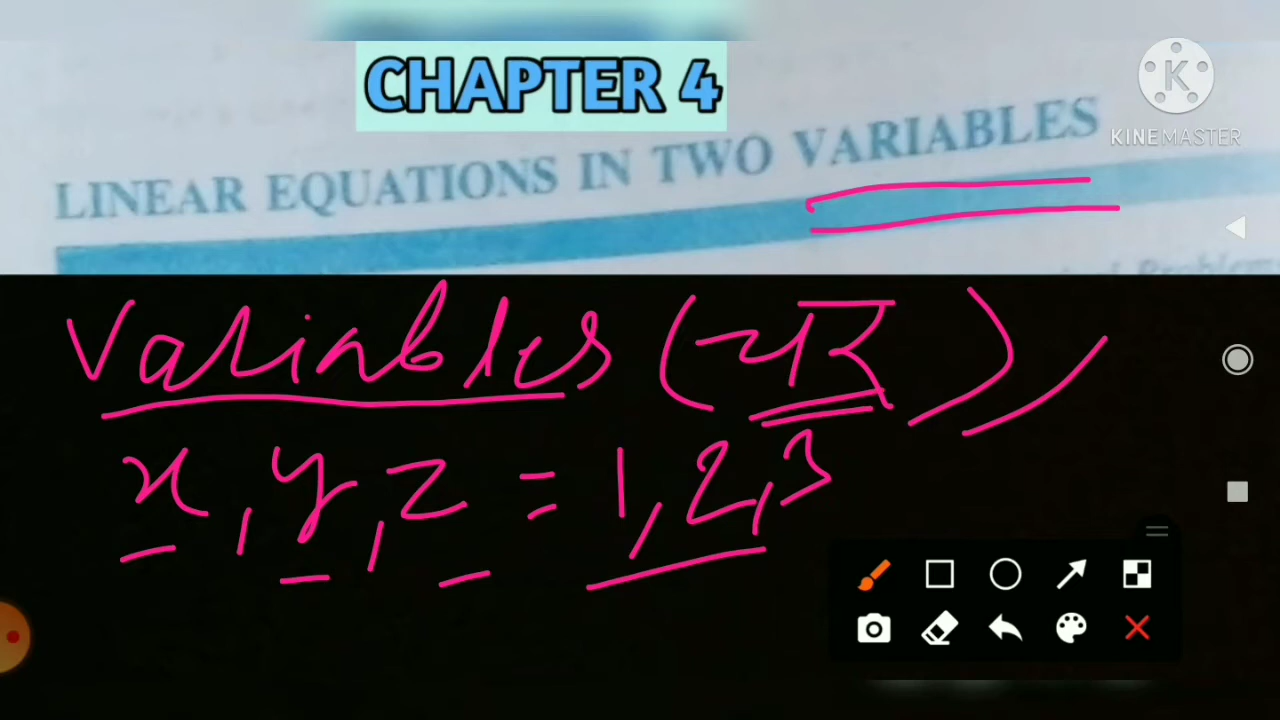 CHAPTER 4
KINEMASTER
LINEAR EQUATIONS IN TWO VARIABLES
Variables (चर),
x, y, z = 1, 2, 3